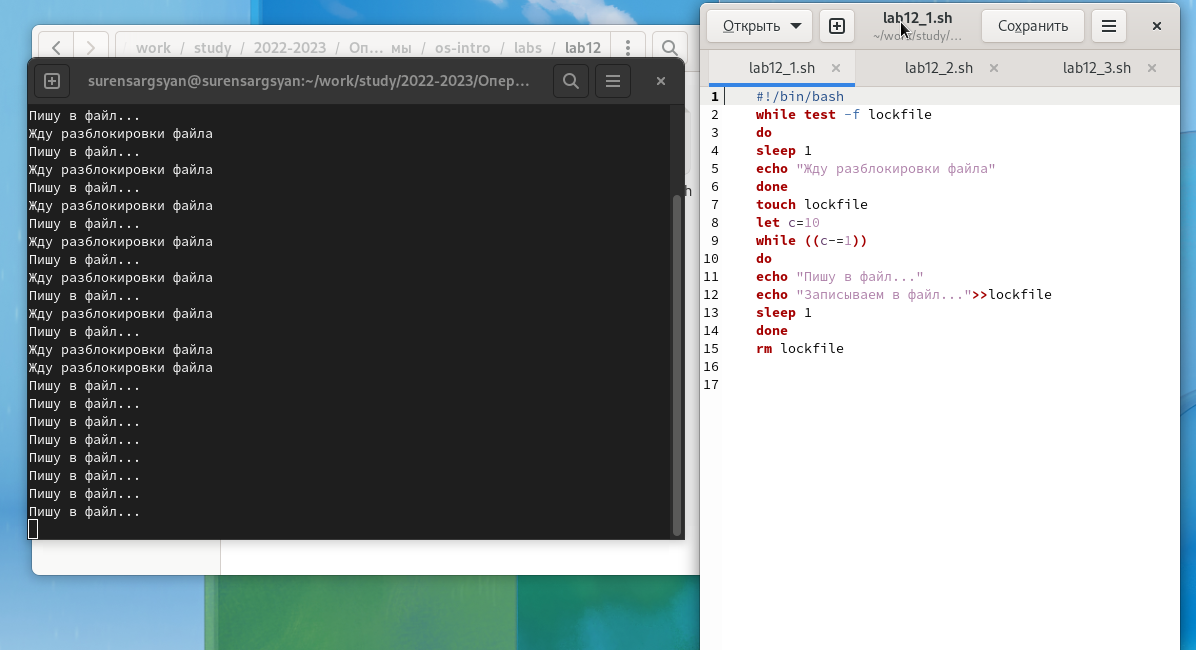 work / study / 2022-2023 / Оп... мы / os-intro / labs / lab12
surensargsyan@surensargsyan:~/work/study/2022-2023/Опер...
Пишу в файл...
Жду разблокировки файла
Пишу в файл...
Жду разблокировки файла
Пишу в файл...
Жду разблокировки файла
Пишу в файл...
Жду разблокировки файла
Пишу в файл...
Жду разблокировки файла
Пишу в файл...
Жду разблокировки файла
Пишу в файл...
Жду разблокировки файла
Жду разблокировки файла
Пишу в файл...
Пишу в файл...
Пишу в файл...
Пишу в файл...
Пишу в файл...
Пишу в файл...
Пишу в файл...
Пишу в файл...
h
Открыть
lab12_1.sh
~/work/study/...
Сохранить
lab12_1.sh
lab12_2.sh
lab12_3.sh
1 #!/bin/bash
2 while test -f lockfile
3 do
4 sleep 1
5 echo "Жду разблокировки файла"
6 done
7 touch lockfile
8 let c=10
9 while ((c-=1))
10 do
11 echo "Пишу в файл..."
12 echo "Записываем в файл...">>lockfile
13 sleep 1
14 done
15 rm lockfile
16
17